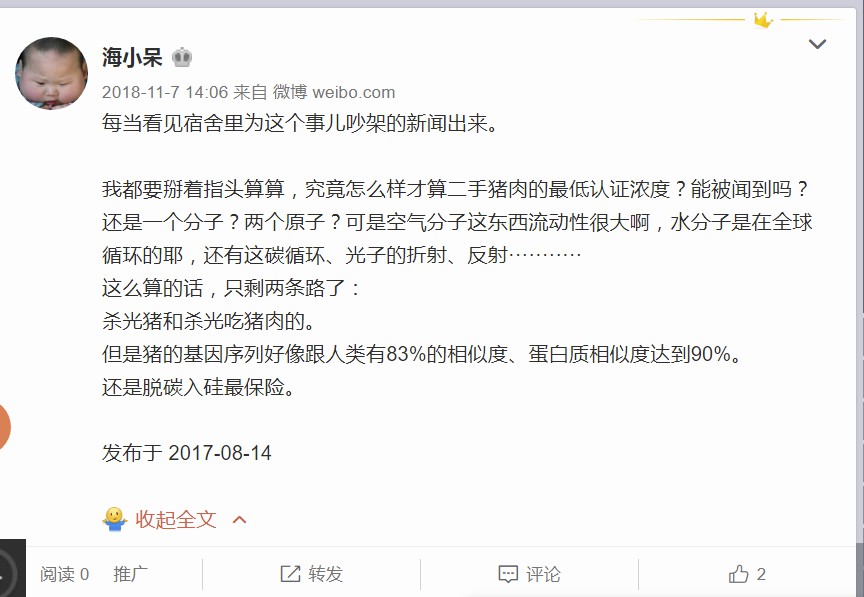 海小呆
2018-11-7 14:06 来自 微博 weibo.com
每当看见宿舍里为这个事儿吵架的新闻出来。
我都要掰着指头算算，究竟怎么样才算二手猪肉的最低认证浓度？能被闻到吗？
还是一个分子？两个原子？可是空气分子这东西流动性很大啊，水分子是在全球
循环的耶，还有这碳循环、光子的折射、反射…………
这么算的话，只剩两条路了：
杀光猪和杀光吃猪肉的。
但是猪的基因序列好像跟人类有83%的相似度、蛋白质相似度达到90%。
还是脱碳入硅最保险。
发布于 2017-08-14
收起全文
阅读 0 推广 转发 评论 2